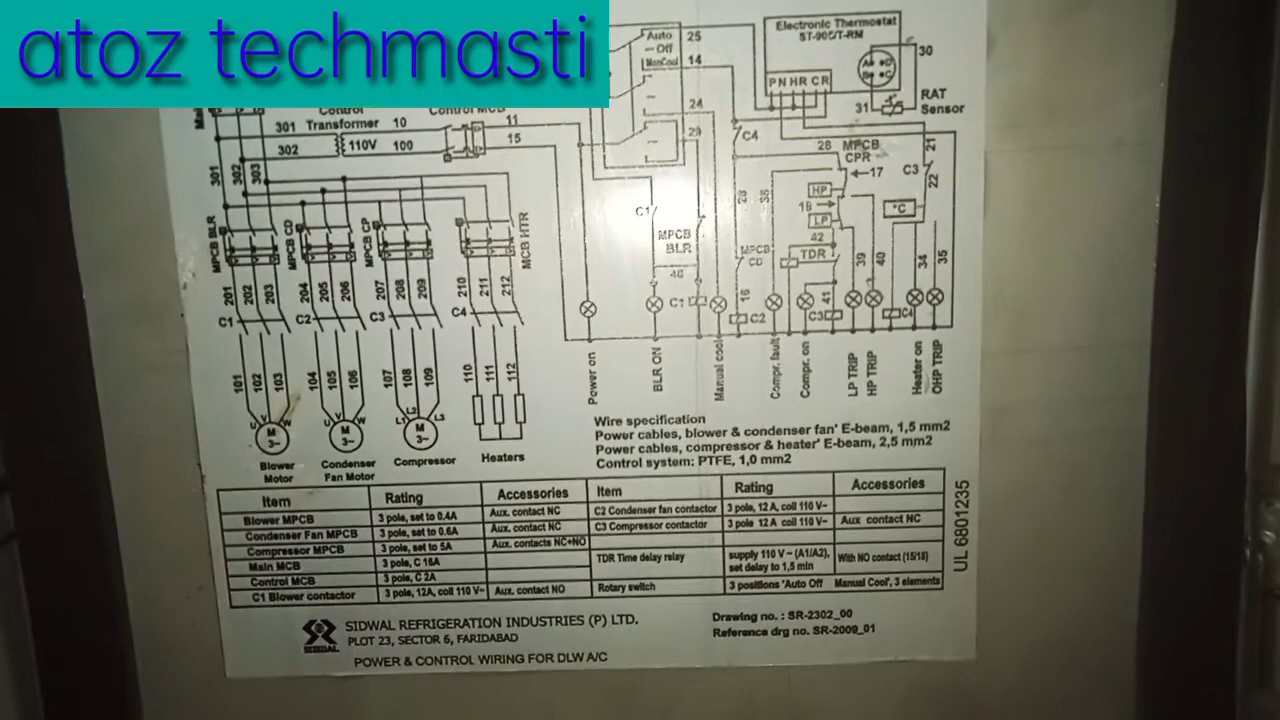 atoz techmasti
Electronic Thermostat
ST-90C/T-RM
Auto
Off
ManCool
25
14
24
P N H R C R
30
31
RAT
Sensor
Control
Transformer
Control MCB
301
302
110V
10
100
11
15
301
302
303
C4
28
MPCB
CPR
17
21
C3
22
HP
18
LP
°C
42
TDR
C1
MPCB
BLR
MPCB
CD
16
41
39
40
34
35
MPCB BLR
MPCB CD
MPCB CP
MCB HTR
201
202
203
204
205
206
207
208
209
210
211
212
C1
C2
C3
C4
C1
C2
C3
C4
101
102
103
104
105
106
107
108
109
110
111
112
U V W
U V W
L1 L2 L3
M
3~
M
3~
M
3~
Blower
Motor
Condenser
Fan Motor
Compressor
Heaters
Power on
BLR ON
Manual cool
Compr. fault
Compr. on
LP TRIP
HP TRIP
Heater on
OHP TRIP
Wire specification
Power cables, blower & condenser fan' E-beam, 1,5 mm2
Power cables, compressor & heater' E-beam, 2,5 mm2
Control system: PTFE, 1,0 mm2
Item Rating Accessories Item Rating Accessories
Blower MPCB 3 pole, set to 0.4A Aux. contact NC C2 Condenser fan contactor 3 pole, 12 A, coil 110 V~
Condenser Fan MPCB 3 pole, set to 0.6A Aux. contact NC C3 Compressor contactor 3 pole 12 A coil 110 V~ Aux contact NC
Compressor MPCB 3 pole, set to 5A Aux. contacts NC+NO
Main MCB 3 pole, C 16A TDR Time delay relay supply 110 V ~ (A1/A2), set delay to 1,5 min With NO contact (15/18)
Control MCB 3 pole, C 2A
C1 Blower contactor 3 pole, 12A, coil 110 V~ Aux. contact NO Rotary switch 3 positions 'Auto Off Manual Cool', 3 elements
UL 6801235
SIDWAL
SIDWAL REFRIGERATION INDUSTRIES (P) LTD.
PLOT 23, SECTOR 6, FARIDABAD
POWER & CONTROL WIRING FOR DLW A/C
Drawing no. : SR-2302_00
Reference drg no. SR-2009_01